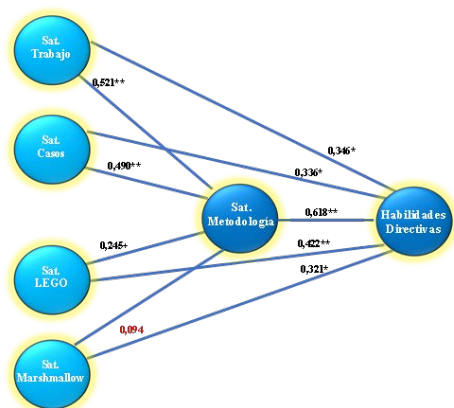 Sat.
Trabajo
0,521**
0,346*
Sat.
Casos
0,336*
0,490**
Sat.
Metodología
0,618**
Habilidades
Directivas
0,245+
0,422**
Sat.
LEGO
0,321*
0,094
Sat.
Marshmallow